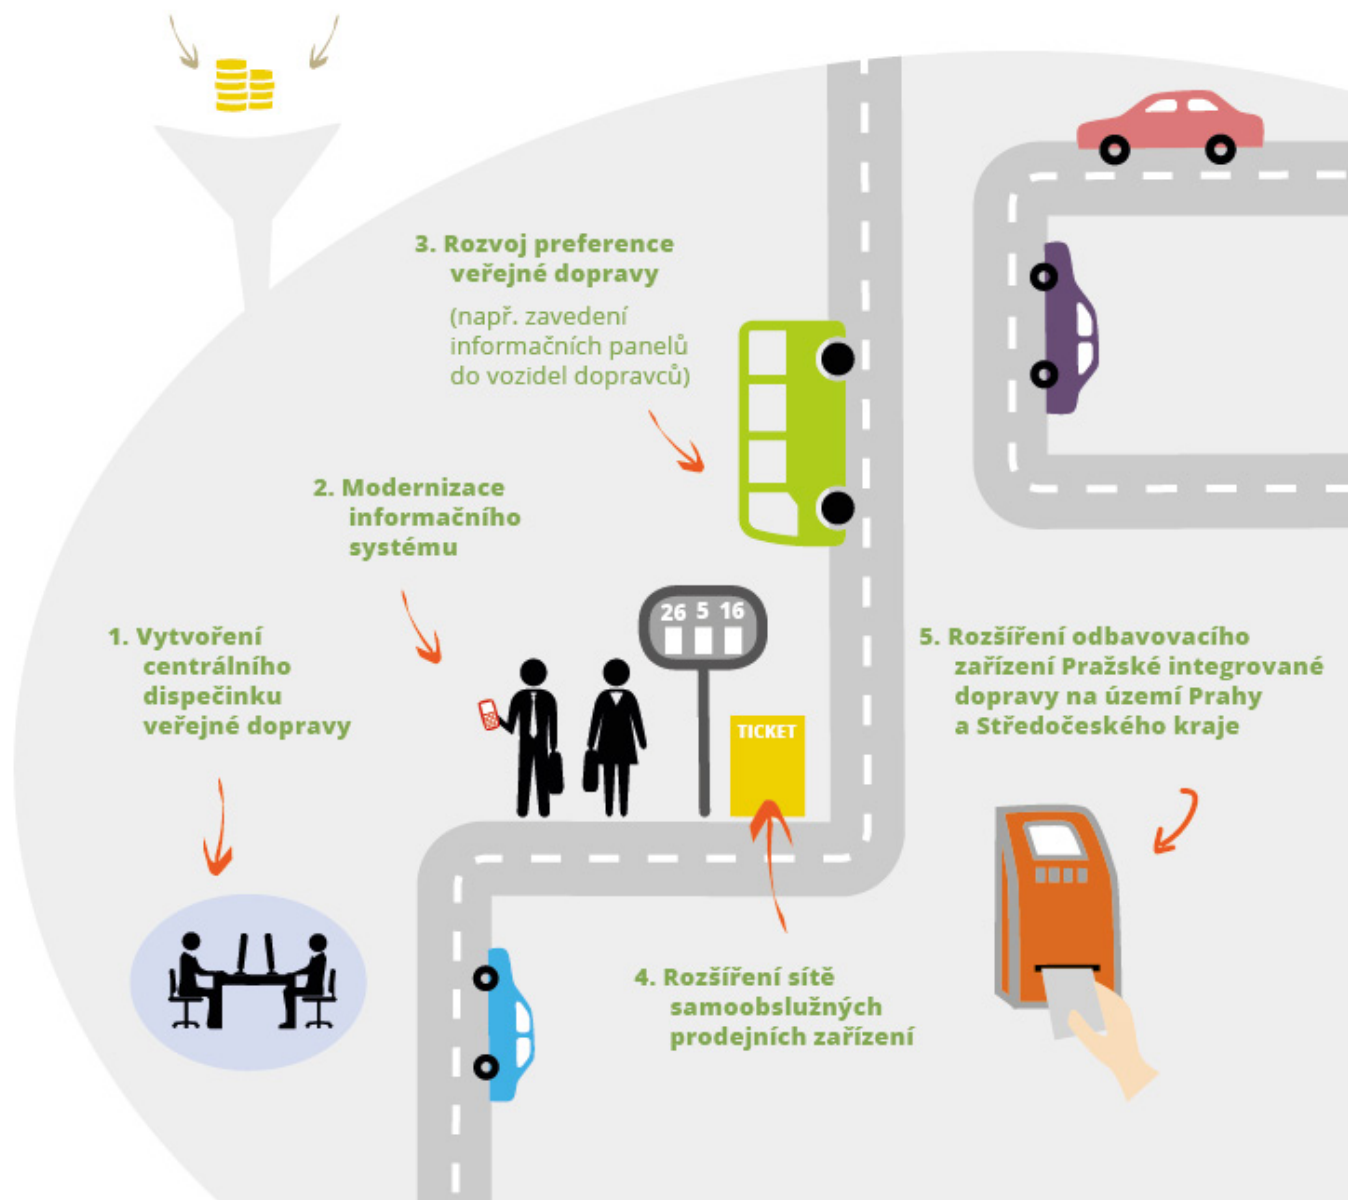 3. Rozvoj preference
veřejné dopravy
(např. zavedení
informačních panelů
do vozidel dopravců)
2. Modernizace
informačního
systému
26 5 16
1. Vytvoření
centrálního
dispečinku
veřejné dopravy
TICKET
5. Rozšíření odbavovacího
zařízení Pražské integrované
dopravy na území Prahy
a Středočeského kraje
4. Rozšíření sítě
samoobslužných
prodejních zařízení